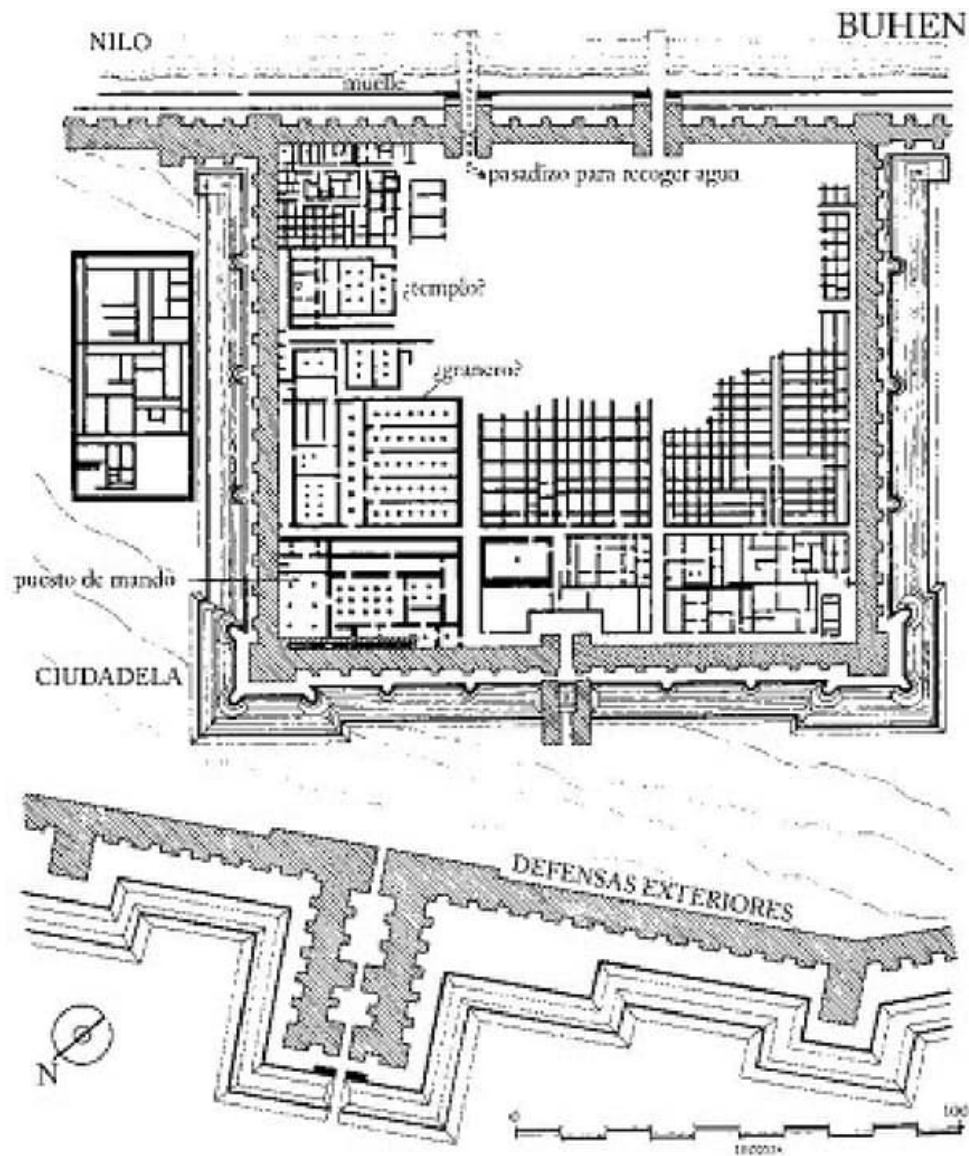 BUHEN
NILO
muelle
pasadizo para recoger agua
¿templo?
¿granero?
puesto de mando
CIUDADELA
DEFENSAS EXTERIORES
N
0
100